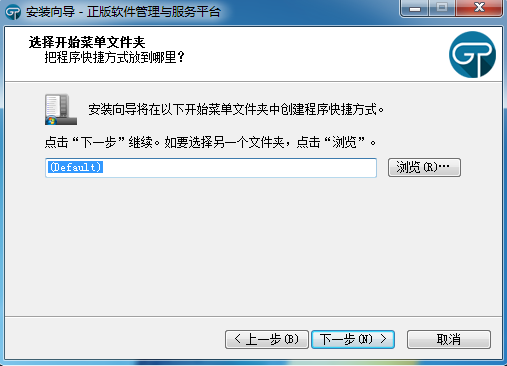 安装向导 - 正版软件管理与服务平台
选择开始菜单文件夹
把程序快捷方式放到哪里？
GP
安装向导将在以下开始菜单文件夹中创建程序快捷方式。
点击“下一步”继续。如要选择另一个文件夹，点击“浏览”。
(Default)
浏览(R)…
< 上一步(B)
下一步(N) >
取消